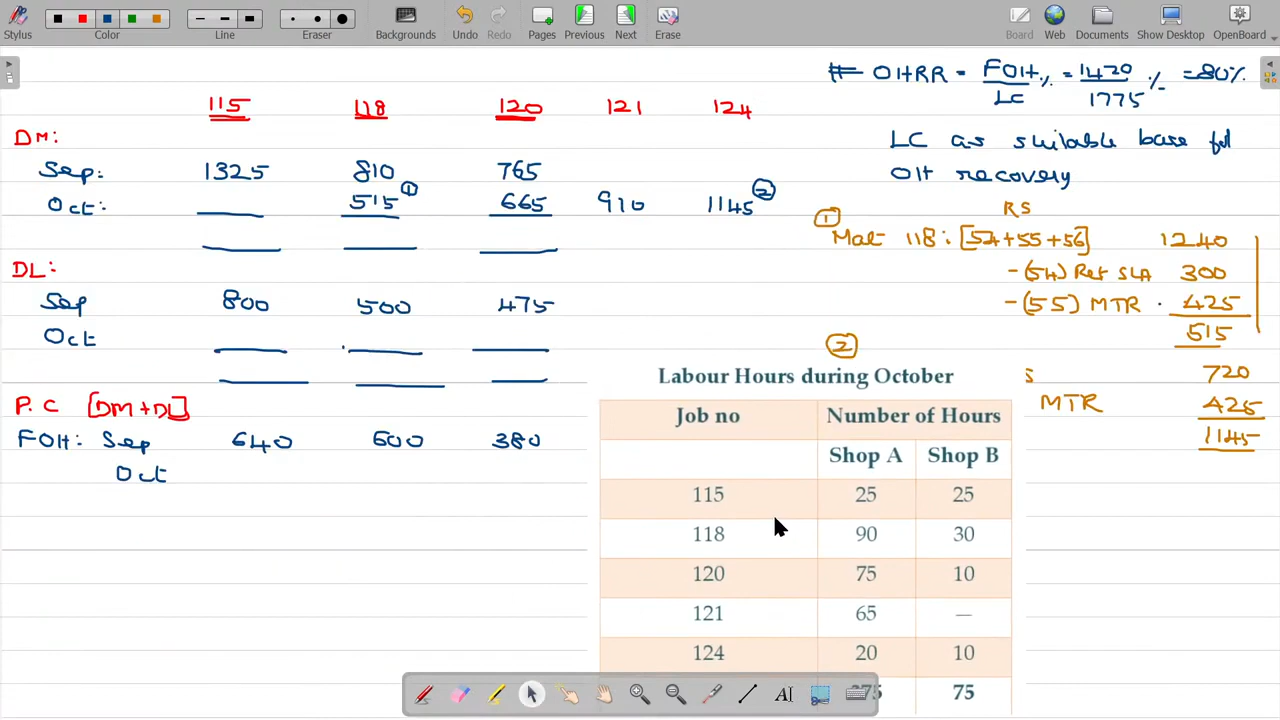 Stylus
Color
Line
Eraser
Backgrounds
Undo
Redo
Pages
Previous
Next
Erase
Board
Web
Documents
Show Desktop
OpenBoard
OHRR = FOH/LC % = 1420/1775 % = 80%
LC as suitable base for
OH recovery
115 118 120 121 124
DM:
Sep: 1325 810 765
Oct: 515 ① 665 910 1145 ②
DL:
Sep 800 500 475
Oct
P.C [DM+DL]
FOH: Sep 640 600 380
Oct
RS
① Mat 118: [54+55+56] 1240
-(54) Ret SLA 300
-(55) MTR 425
515
②
720
MTR 425
1145
Labour Hours during October
Job no Number of Hours
Shop A Shop B
115 25 25
118 90 30
120 75 10
121 65 —
124 20 10
75